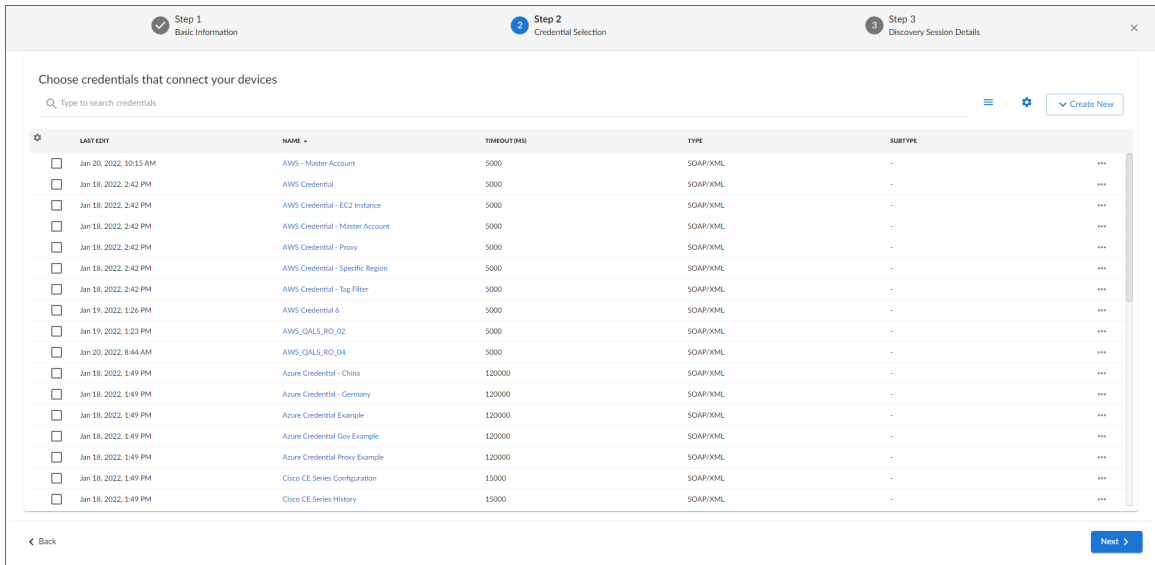 Step 1
Basic Information
2
Step 2
Credential Selection
3
Step 3
Discovery Session Details
Choose credentials that connect your devices
Type to search credentials
Create New
LAST EDIT NAME TIMEOUT (MS) TYPE SUBTYPE
Jan 20, 2022, 10:15 AM AWS - Master Account 5000 SOAP/XML -
Jan 18, 2022, 2:42 PM AWS Credential 5000 SOAP/XML -
Jan 18, 2022, 2:42 PM AWS Credential - EC2 Instance 5000 SOAP/XML -
Jan 18, 2022, 2:42 PM AWS Credential - Master Account 5000 SOAP/XML -
Jan 18, 2022, 2:42 PM AWS Credential - Proxy 5000 SOAP/XML -
Jan 18, 2022, 2:42 PM AWS Credential - Specific Region 5000 SOAP/XML -
Jan 18, 2022, 2:42 PM AWS Credential - Tag Filter 5000 SOAP/XML -
Jan 19, 2022, 1:26 PM AWS Credential 6 5000 SOAP/XML -
Jan 19, 2022, 1:23 PM AWS_QALS_RO_02 5000 SOAP/XML -
Jan 20, 2022, 8:44 AM AWS_QALS_RO_04 5000 SOAP/XML -
Jan 18, 2022, 1:49 PM Azure Credential - China 120000 SOAP/XML -
Jan 18, 2022, 1:49 PM Azure Credential - Germany 120000 SOAP/XML -
Jan 18, 2022, 1:49 PM Azure Credential Example 120000 SOAP/XML -
Jan 18, 2022, 1:49 PM Azure Credential Gov Example 120000 SOAP/XML -
Jan 18, 2022, 1:49 PM Azure Credential Proxy Example 120000 SOAP/XML -
Jan 18, 2022, 1:49 PM Cisco CE Series Configuration 15000 SOAP/XML -
Jan 18, 2022, 1:49 PM Cisco CE Series History 15000 SOAP/XML -
Back
Next